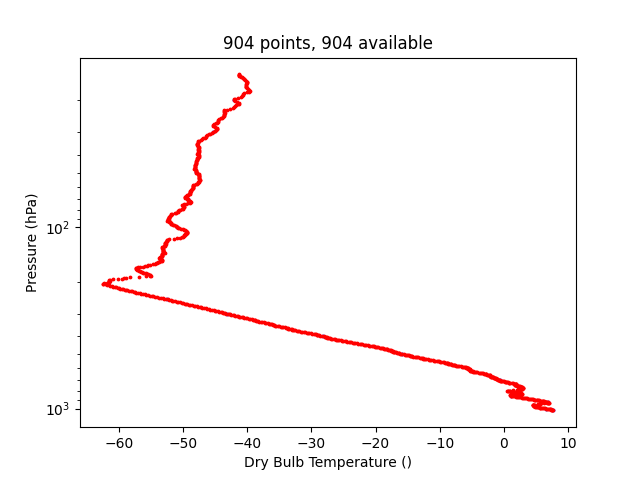 904 points, 904 available
Pressure (hPa)
10²
10³
−60 −50 −40 −30 −20 −10 0 10
Dry Bulb Temperature ()